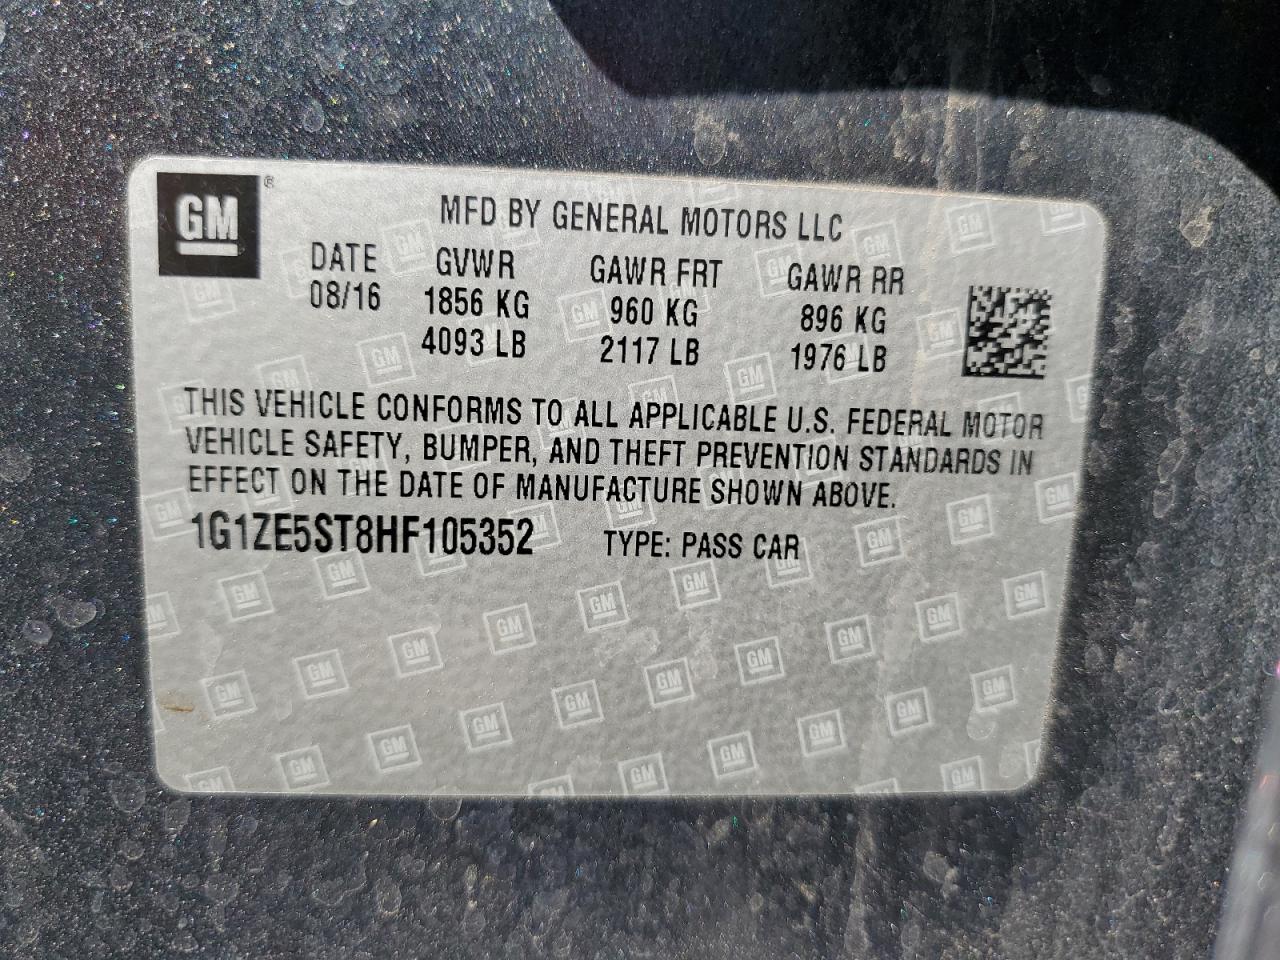 GM ®
MFD BY GENERAL MOTORS LLC
DATE GVWR GAWR FRT GAWR RR
08/16 1856 KG 960 KG 896 KG
4093 LB 2117 LB 1976 LB
THIS VEHICLE CONFORMS TO ALL APPLICABLE U.S. FEDERAL MOTOR
VEHICLE SAFETY, BUMPER, AND THEFT PREVENTION STANDARDS IN
EFFECT ON THE DATE OF MANUFACTURE SHOWN ABOVE.
1G1ZE5ST8HF105352 TYPE: PASS CAR